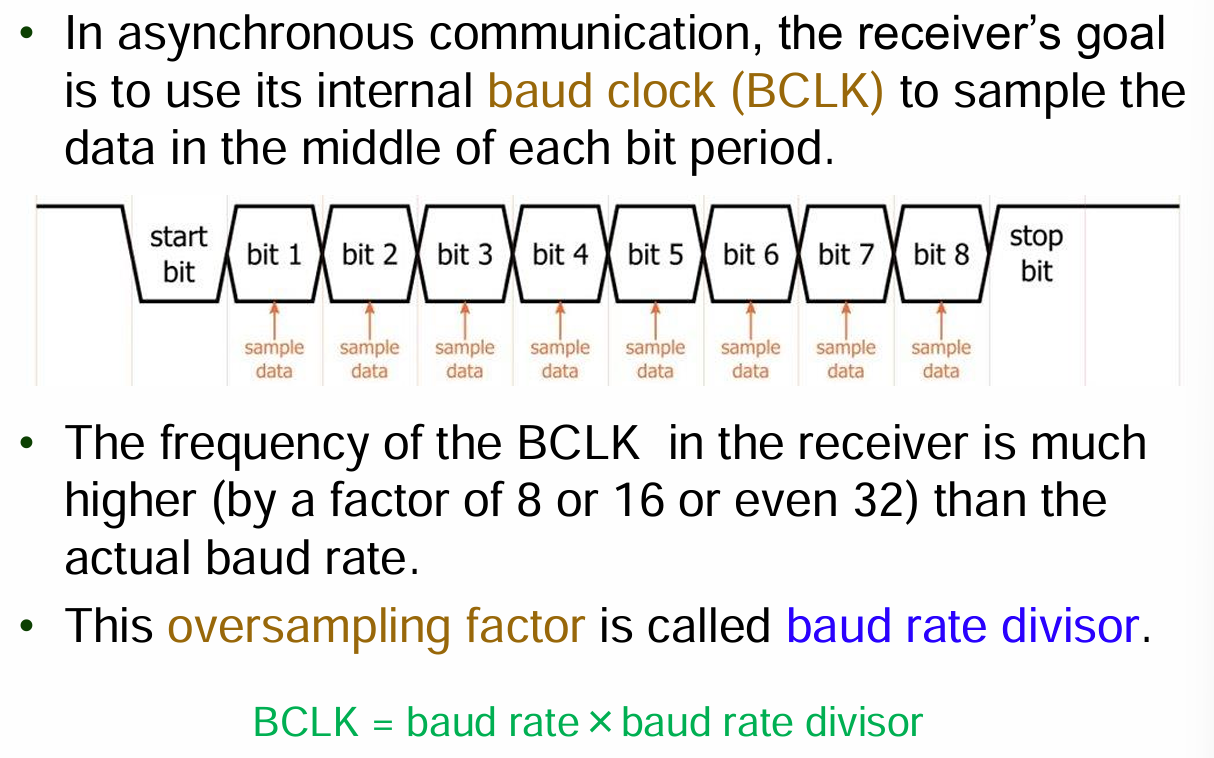 • In asynchronous communication, the receiver’s goal
is to use its internal baud clock (BCLK) to sample the
data in the middle of each bit period.
start bit 1 bit 2 bit 3 bit 4 bit 5 bit 6 bit 7 bit 8 stop
bit bit
sample sample sample sample sample sample sample sample
data data data data data data data data
• The frequency of the BCLK in the receiver is much
higher (by a factor of 8 or 16 or even 32) than the
actual baud rate.
• This oversampling factor is called baud rate divisor.
BCLK = baud rate × baud rate divisor